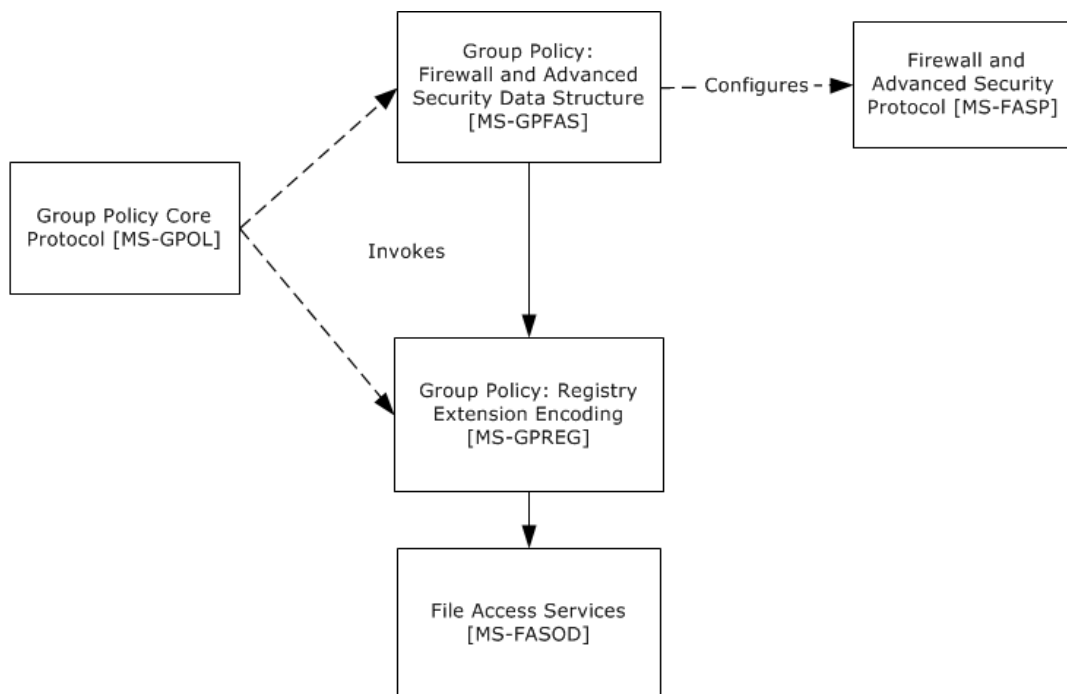 Group Policy:
Firewall and Advanced
Security Data Structure
[MS-GPFAS]
Configures
Firewall and
Advanced Security
Protocol [MS-FASP]
Group Policy Core
Protocol [MS-GPOL]
Invokes
Group Policy: Registry
Extension Encoding
[MS-GPREG]
File Access Services
[MS-FASOD]